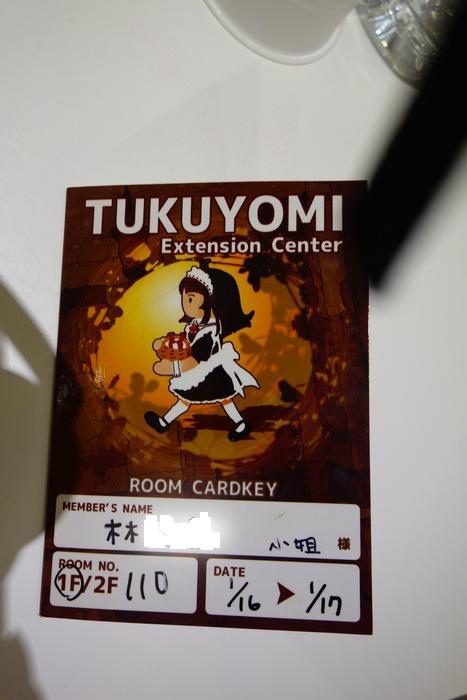 TUKUYOMI
Extension Center
ROOM CARDKEY
MEMBER'S NAME
林 小姐 様
ROOM NO.
1F/2F 110
DATE
1/16 1/17